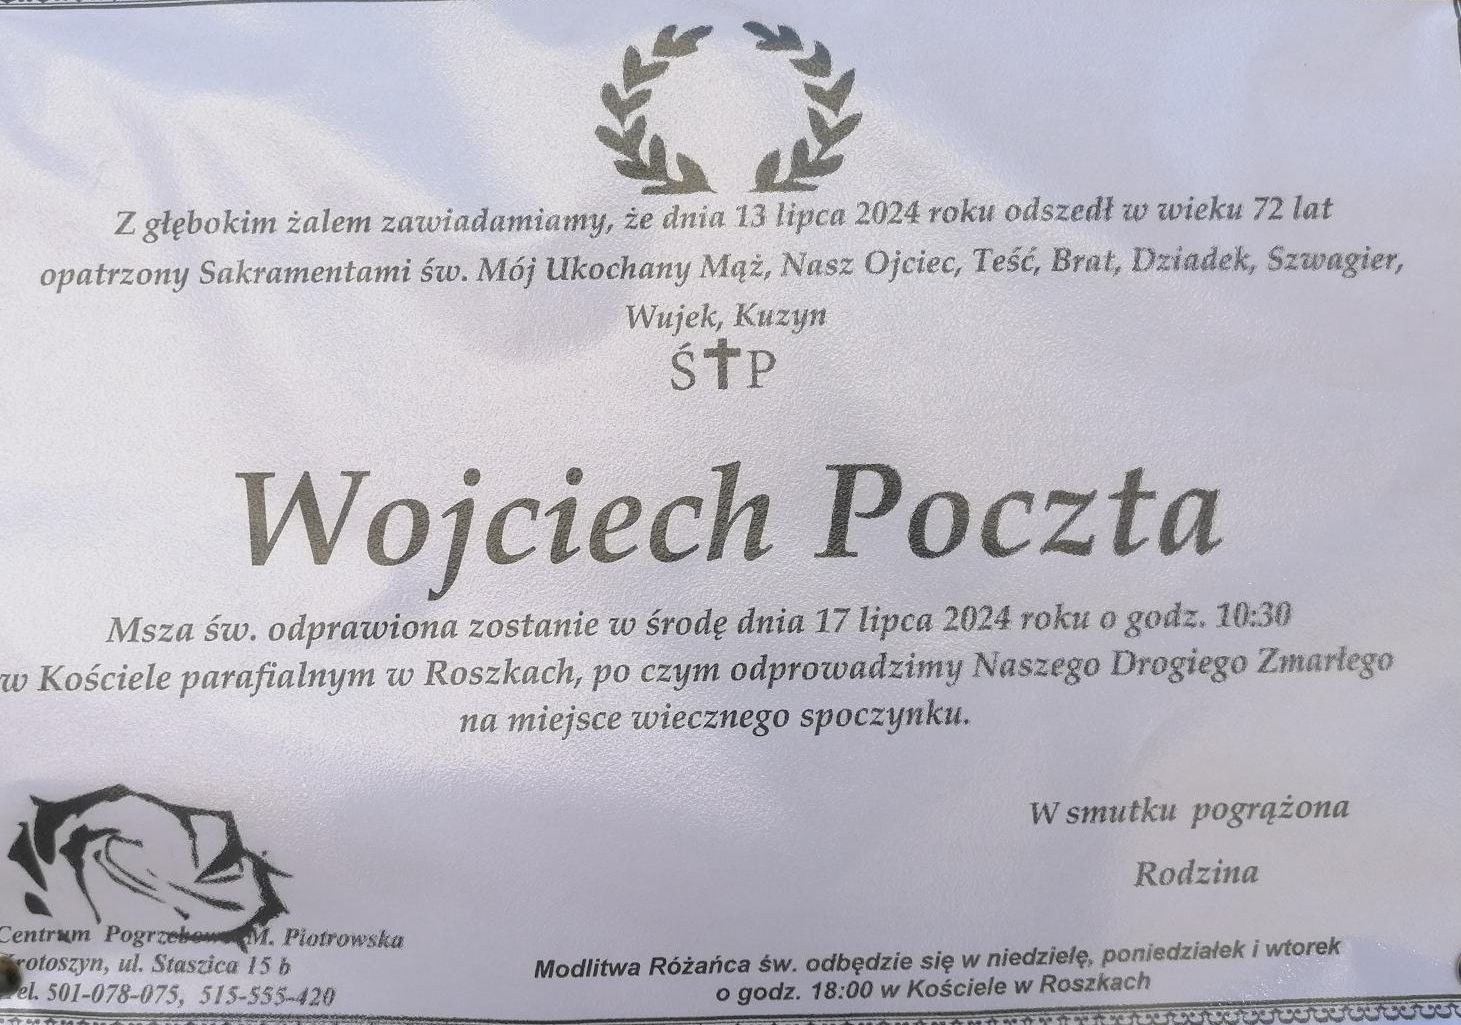 Z głębokim żalem zawiadamiamy, że dnia 13 lipca 2024 roku odszedł w wieku 72 lat
opatrzony Sakramentami św. Mój Ukochany Mąż, Nasz Ojciec, Teść, Brat, Dziadek, Szwagier,
Wujek, Kuzyn
Ś✝P
Wojciech Poczta
Msza św. odprawiona zostanie w środę dnia 17 lipca 2024 roku o godz. 10:30
w Kościele parafialnym w Roszkach, po czym odprowadzimy Naszego Drogiego Zmarłego
na miejsce wiecznego spoczynku.
W smutku pogrążona
Rodzina
Centrum Pogrzebowe M. Piotrowska
Krotoszyn, ul. Staszica 15 b
Tel. 501-078-075, 515-555-420
Modlitwa Różańca św. odbędzie się w niedzielę, poniedziałek i wtorek
o godz. 18:00 w Kościele w Roszkach